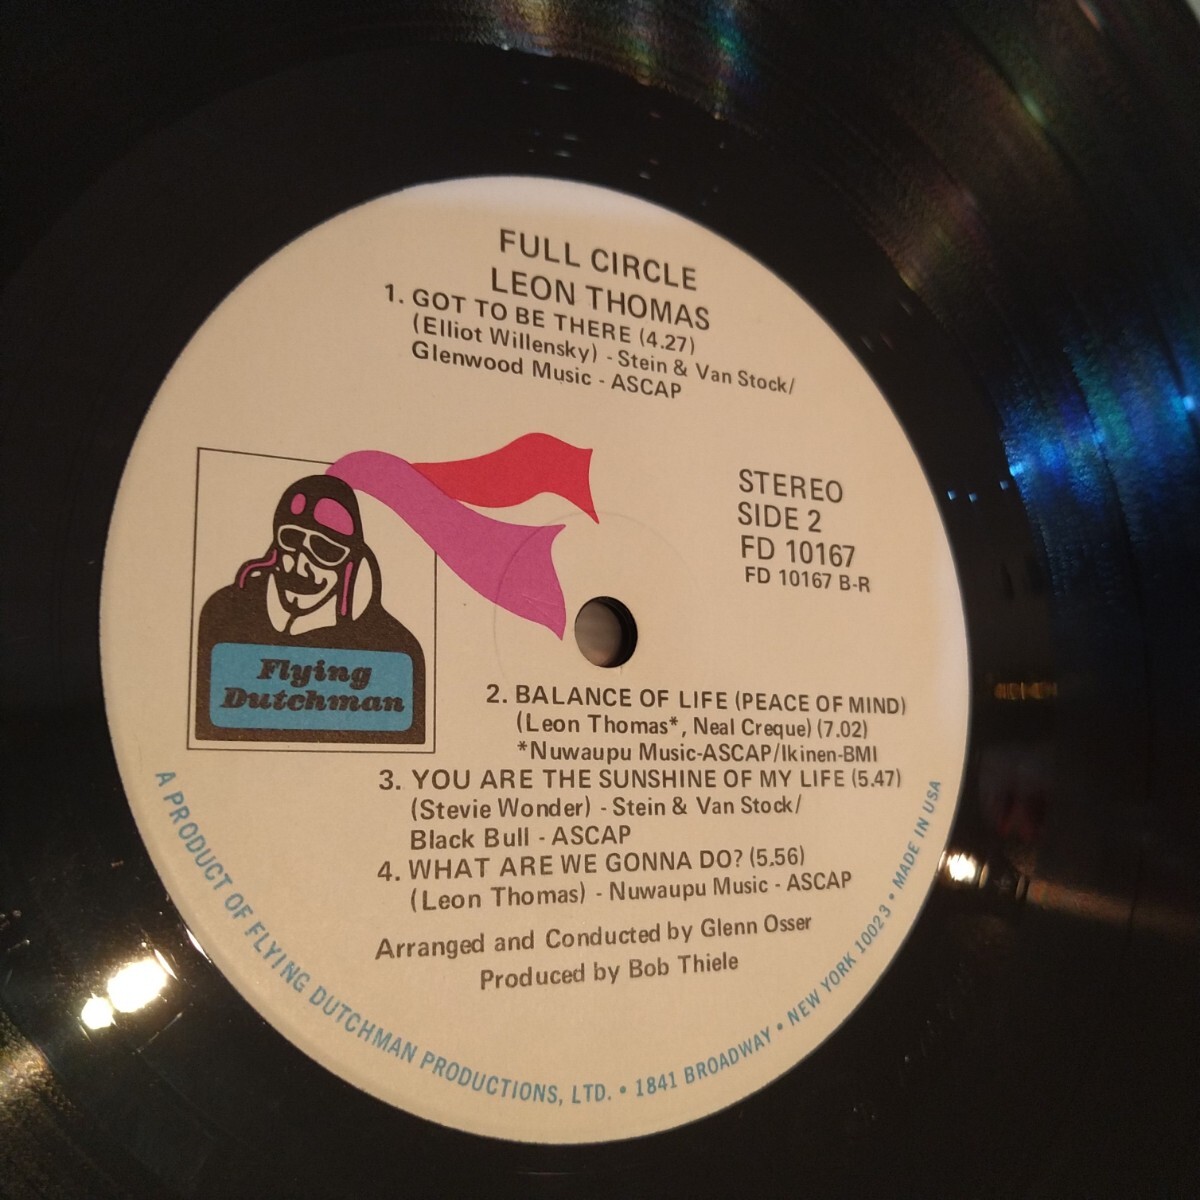 FULL CIRCLE
LEON THOMAS
1. GOT TO BE THERE (4.27)
(Elliot Willensky) - Stein & Van Stock/
Glenwood Music - ASCAP
STEREO
SIDE 2
FD 10167
FD 10167 B-R
Flying
Dutchman
2. BALANCE OF LIFE (PEACE OF MIND)
(Leon Thomas*, Neal Creque) (7.02)
*Nuwaupu Music-ASCAP/Ikinen-BMI
3. YOU ARE THE SUNSHINE OF MY LIFE (5.47)
(Stevie Wonder) - Stein & Van Stock/
Black Bull - ASCAP
4. WHAT ARE WE GONNA DO? (5.56)
(Leon Thomas) - Nuwaupu Music - ASCAP
Arranged and Conducted by Glenn Osser
Produced by Bob Thiele
A PRODUCT OF FLYING DUTCHMAN PRODUCTIONS, LTD. • 1841 BROADWAY • NEW YORK 10023 • MADE IN USA